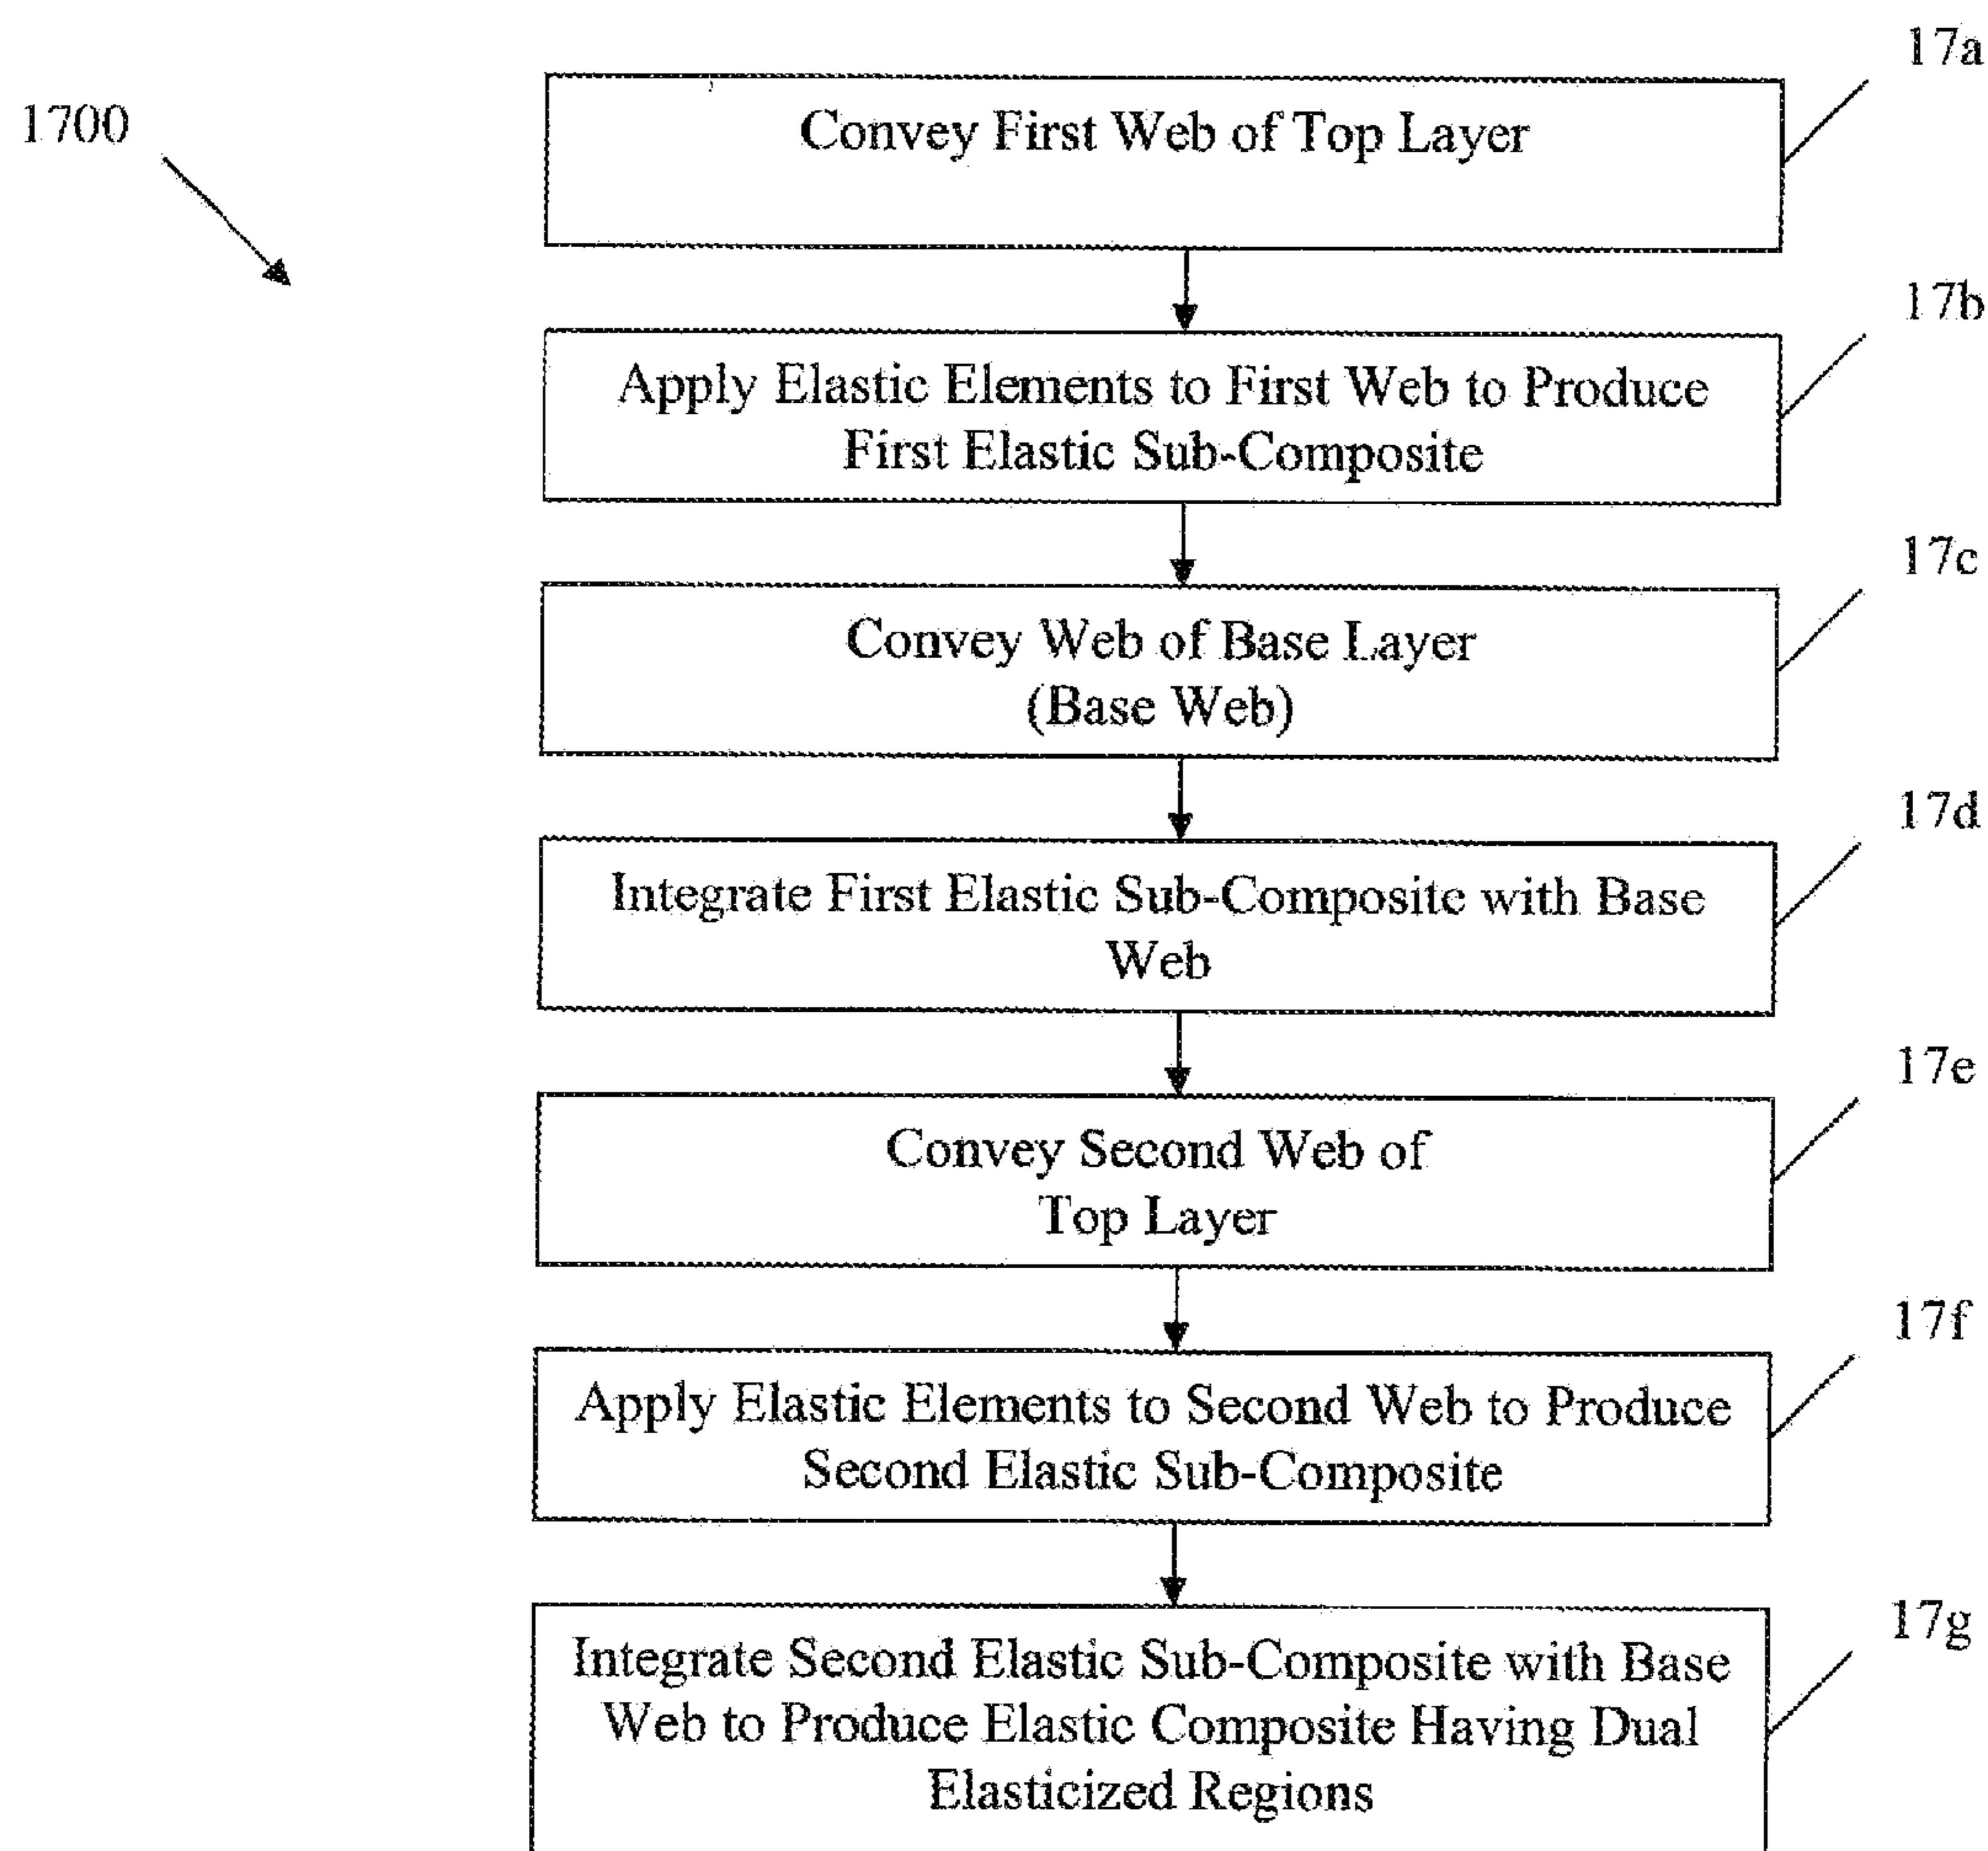 17a
1700
Convey First Web of Top Layer
17b
Apply Elastic Elements to First Web to Produce
First Elastic Sub-Composite
17c
Convey Web of Base Layer
(Base Web)
17d
Integrate First Elastic Sub-Composite with Base
Web
17e
Convey Second Web of
Top Layer
17f
Apply Elastic Elements to Second Web to Produce
Second Elastic Sub-Composite
17g
Integrate Second Elastic Sub-Composite with Base
Web to Produce Elastic Composite Having Dual
Elasticized Regions